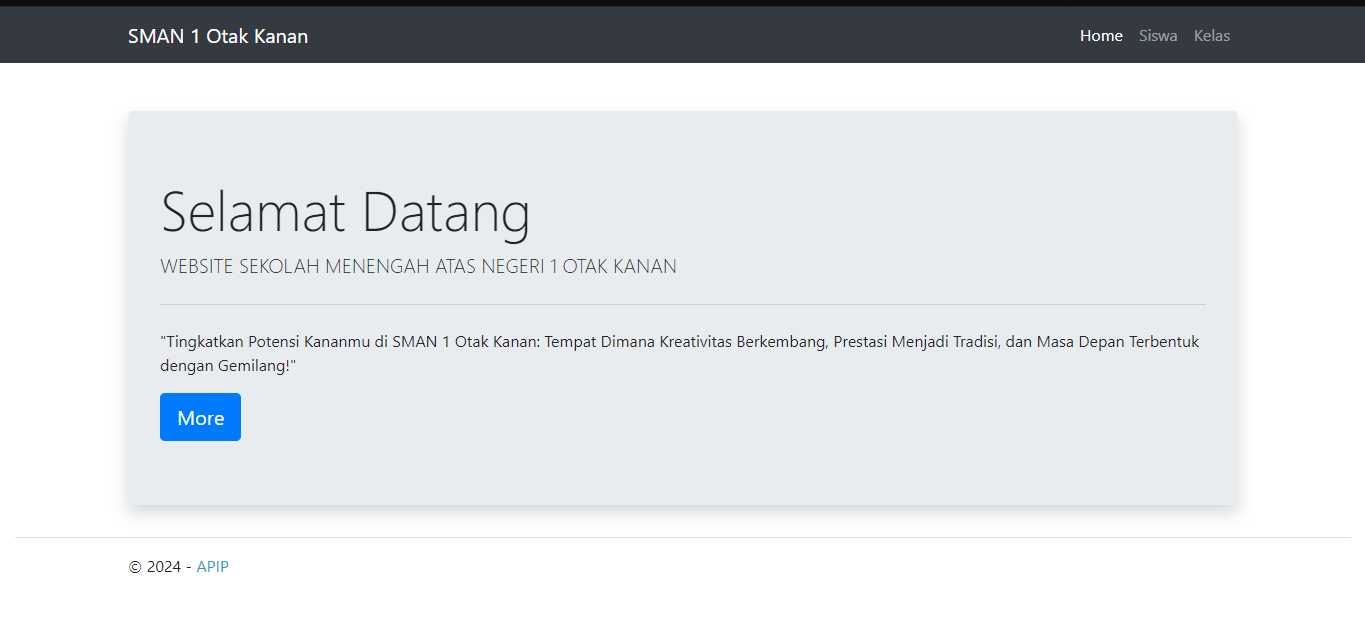 SMAN 1 Otak Kanan
Home Siswa Kelas
Selamat Datang
WEBSITE SEKOLAH MENENGAH ATAS NEGERI 1 OTAK KANAN
"Tingkatkan Potensi Kananmu di SMAN 1 Otak Kanan: Tempat Dimana Kreativitas Berkembang, Prestasi Menjadi Tradisi, dan Masa Depan Terbentuk
dengan Gemilang!"
More
© 2024 - APIP